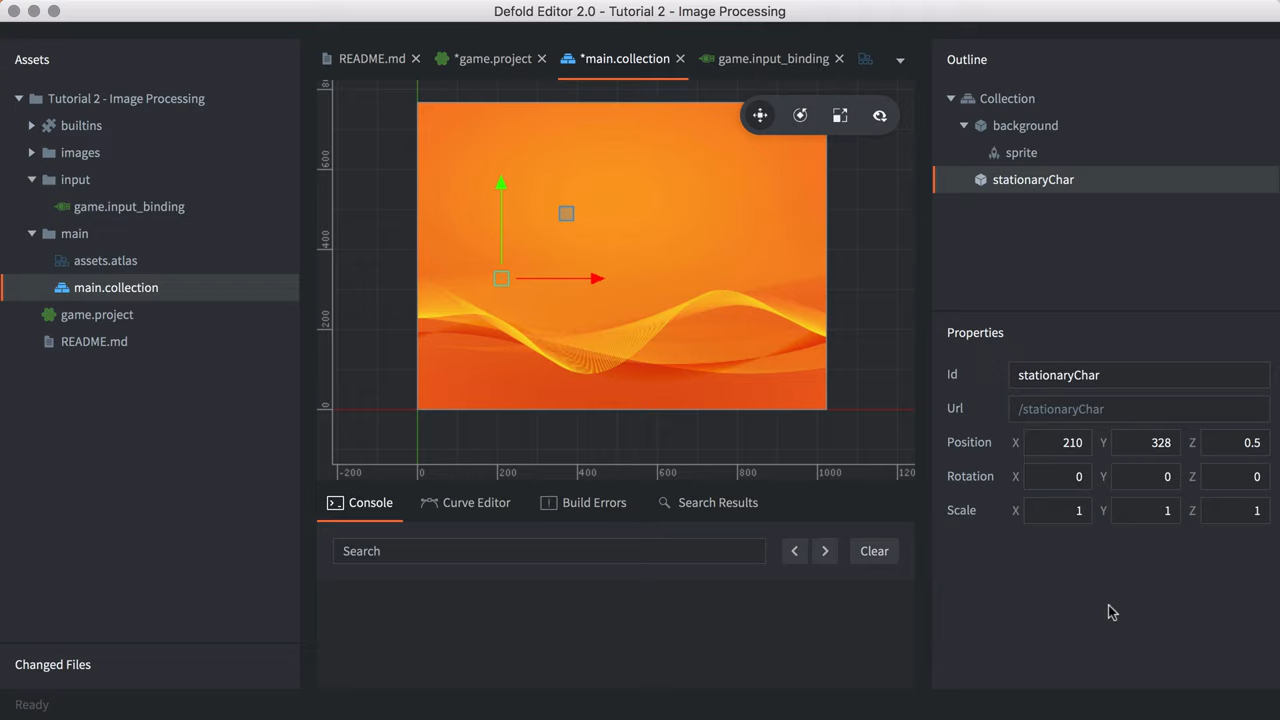 Defold Editor 2.0 - Tutorial 2 - Image Processing
Assets
Tutorial 2 - Image Processing
builtins
images
input
game.input_binding
main
assets.atlas
main.collection
game.project
README.md
Changed Files
Ready
README.md
*game.project
*main.collection
game.input_binding
600
400
200
0
-200
0
200
400
600
800
1000
Console
Curve Editor
Build Errors
Search Results
Search
Clear
Outline
Collection
background
sprite
stationaryChar
Properties
Id stationaryChar
Url /stationaryChar
Position X 210 Y 328 Z 0.5
Rotation X 0 Y 0 Z 0
Scale X 1 Y 1 Z 1